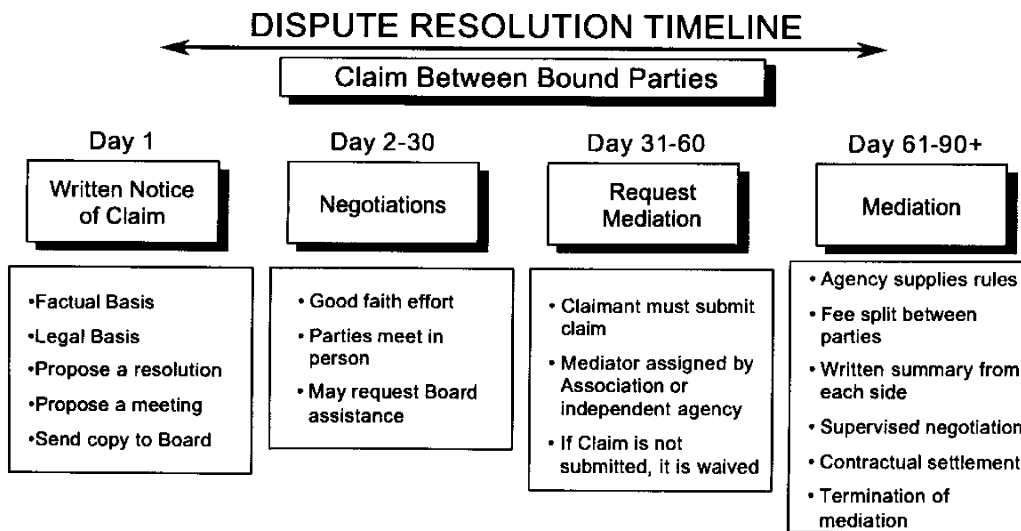 DISPUTE RESOLUTION TIMELINE
Claim Between Bound Parties
Day 1
Written Notice
of Claim
•Factual Basis
•Legal Basis
•Propose a resolution
•Propose a meeting
•Send copy to Board
Day 2-30
Negotiations
• Good faith effort
• Parties meet in
person
• May request Board
assistance
Day 31-60
Request
Mediation
• Claimant must submit
claim
• Mediator assigned by
Association or
independent agency
• If Claim is not
submitted, it is waived
Day 61-90+
Mediation
• Agency supplies rules
• Fee split between
parties
• Written summary from
each side
• Supervised negotiation
• Contractual settlement
• Termination of
mediation